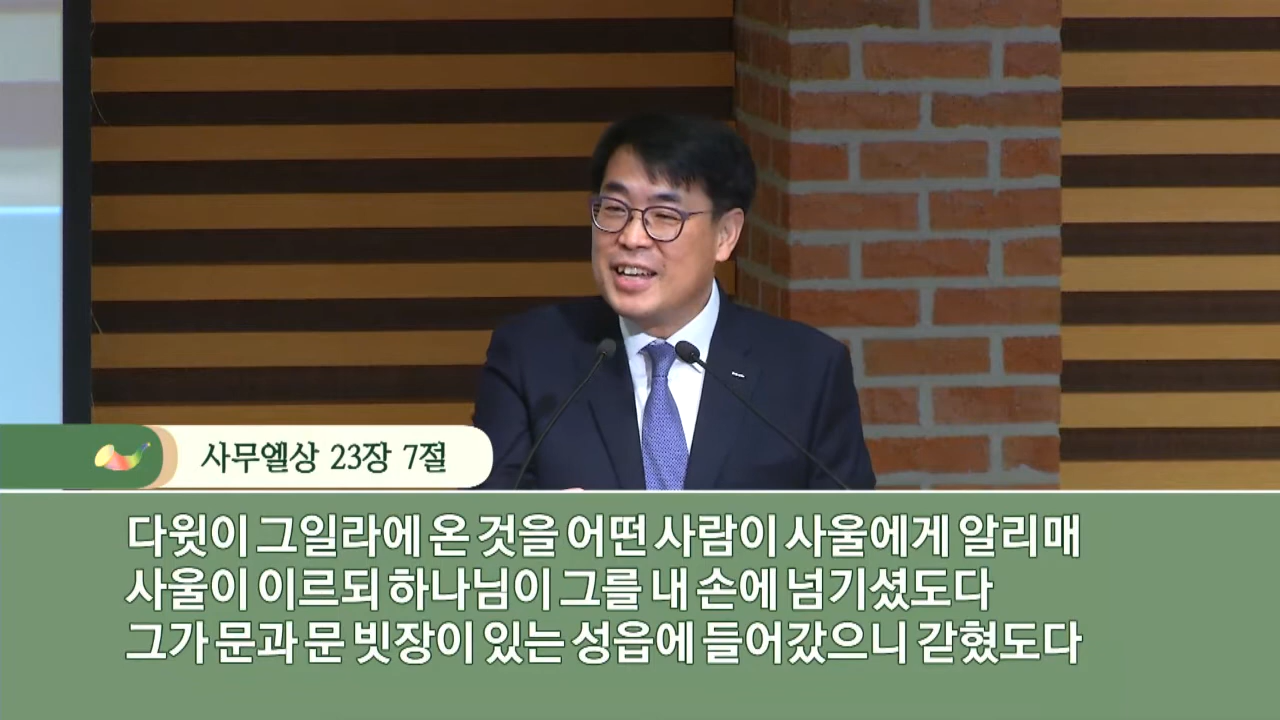 사무엘상 23장 7절
다윗이 그일라에 온 것을 어떤 사람이 사울에게 알리매
사울이 이르되 하나님이 그를 내 손에 넘기셨도다
그가 문과 문 빗장이 있는 성읍에 들어갔으니 갇혔도다